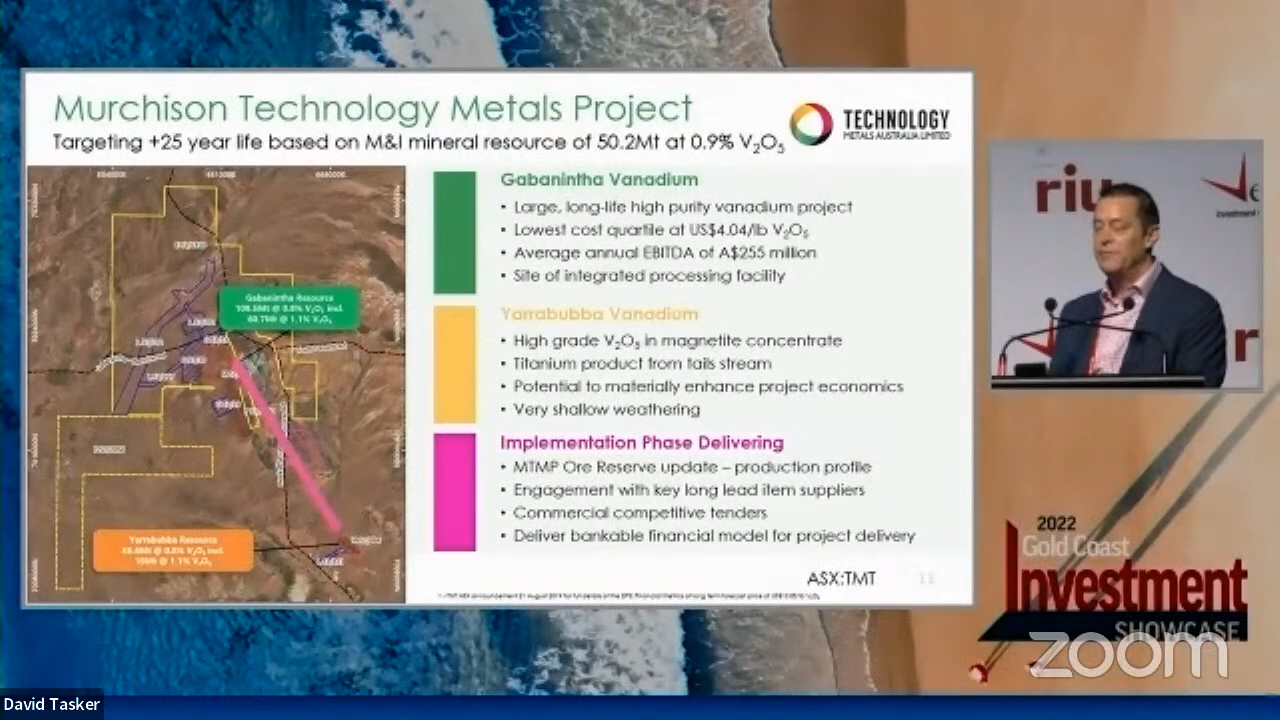 Murchison Technology Metals Project
Targeting +25 year life based on M&I mineral resource of 50.2Mt at 0.9% V₂O₅
TECHNOLOGY
METALS AUSTRALIA LIMITED
Gabanintha Resource
Yarrabubba Resource
Gabanintha Vanadium
• Large, long-life high purity vanadium project
• Lowest cost quartile at US$4.04/lb V₂O₅
• Average annual EBITDA of A$255 million
• Site of integrated processing facility
Yarrabubba Vanadium
• High grade V₂O₅ in magnetite concentrate
• Titanium product from tails stream
• Potential to materially enhance project economics
• Very shallow weathering
Implementation Phase Delivering
• MTMP Ore Reserve update – production profile
• Engagement with key long lead item suppliers
• Commercial competitive tenders
• Deliver bankable financial model for project delivery
ASX:TMT
11
riu
2022
Gold Coast
Investment
SHOWCASE
zoom
David Tasker